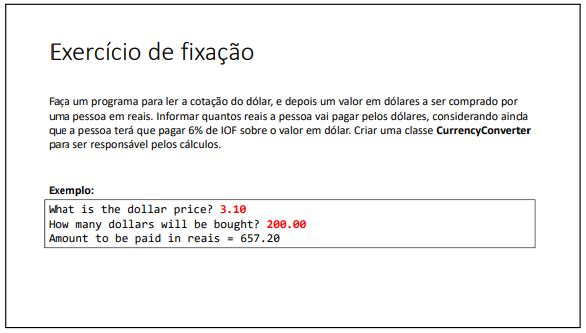 Exercício de fixação
Faça um programa para ler a cotação do dólar, e depois um valor em dólares a ser comprado por
uma pessoa em reais. Informar quantos reais a pessoa vai pagar pelos dólares, considerando ainda
que a pessoa terá que pagar 6% de IOF sobre o valor em dólar. Criar uma classe CurrencyConverter
para ser responsável pelos cálculos.
Exemplo:
What is the dollar price? 3.10
How many dollars will be bought? 200.00
Amount to be paid in reais = 657.20